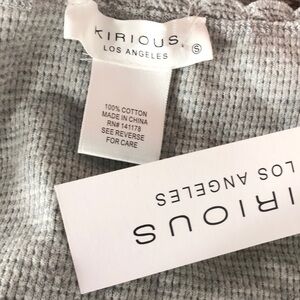 KIRIOUS.
LOS ANGELES
S
100% COTTON
MADE IN CHINA
RN# 141178
SEE REVERSE
FOR CARE
IRIOUS
LOS ANGELES